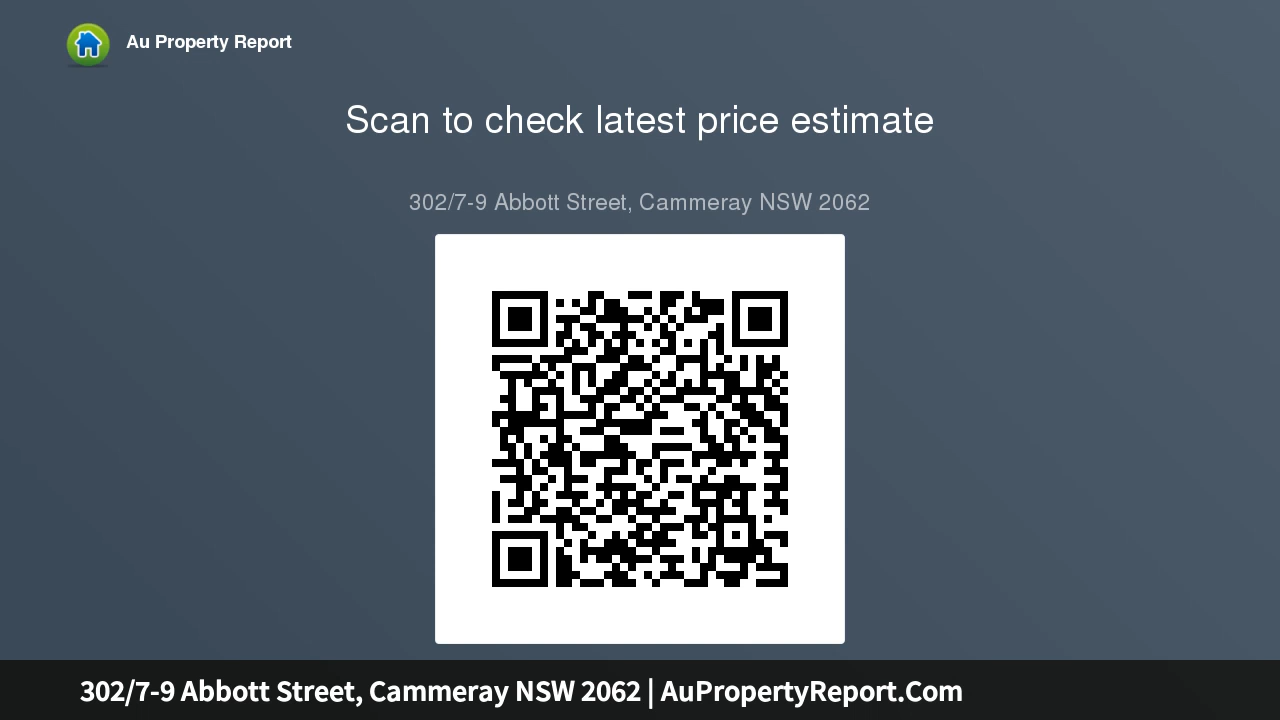 Au Property Report
Scan to check latest price estimate
302/7-9 Abbott Street, Cammeray NSW 2062
302/7-9 Abbott Street, Cammeray NSW 2062 | AuPropertyReport.Com